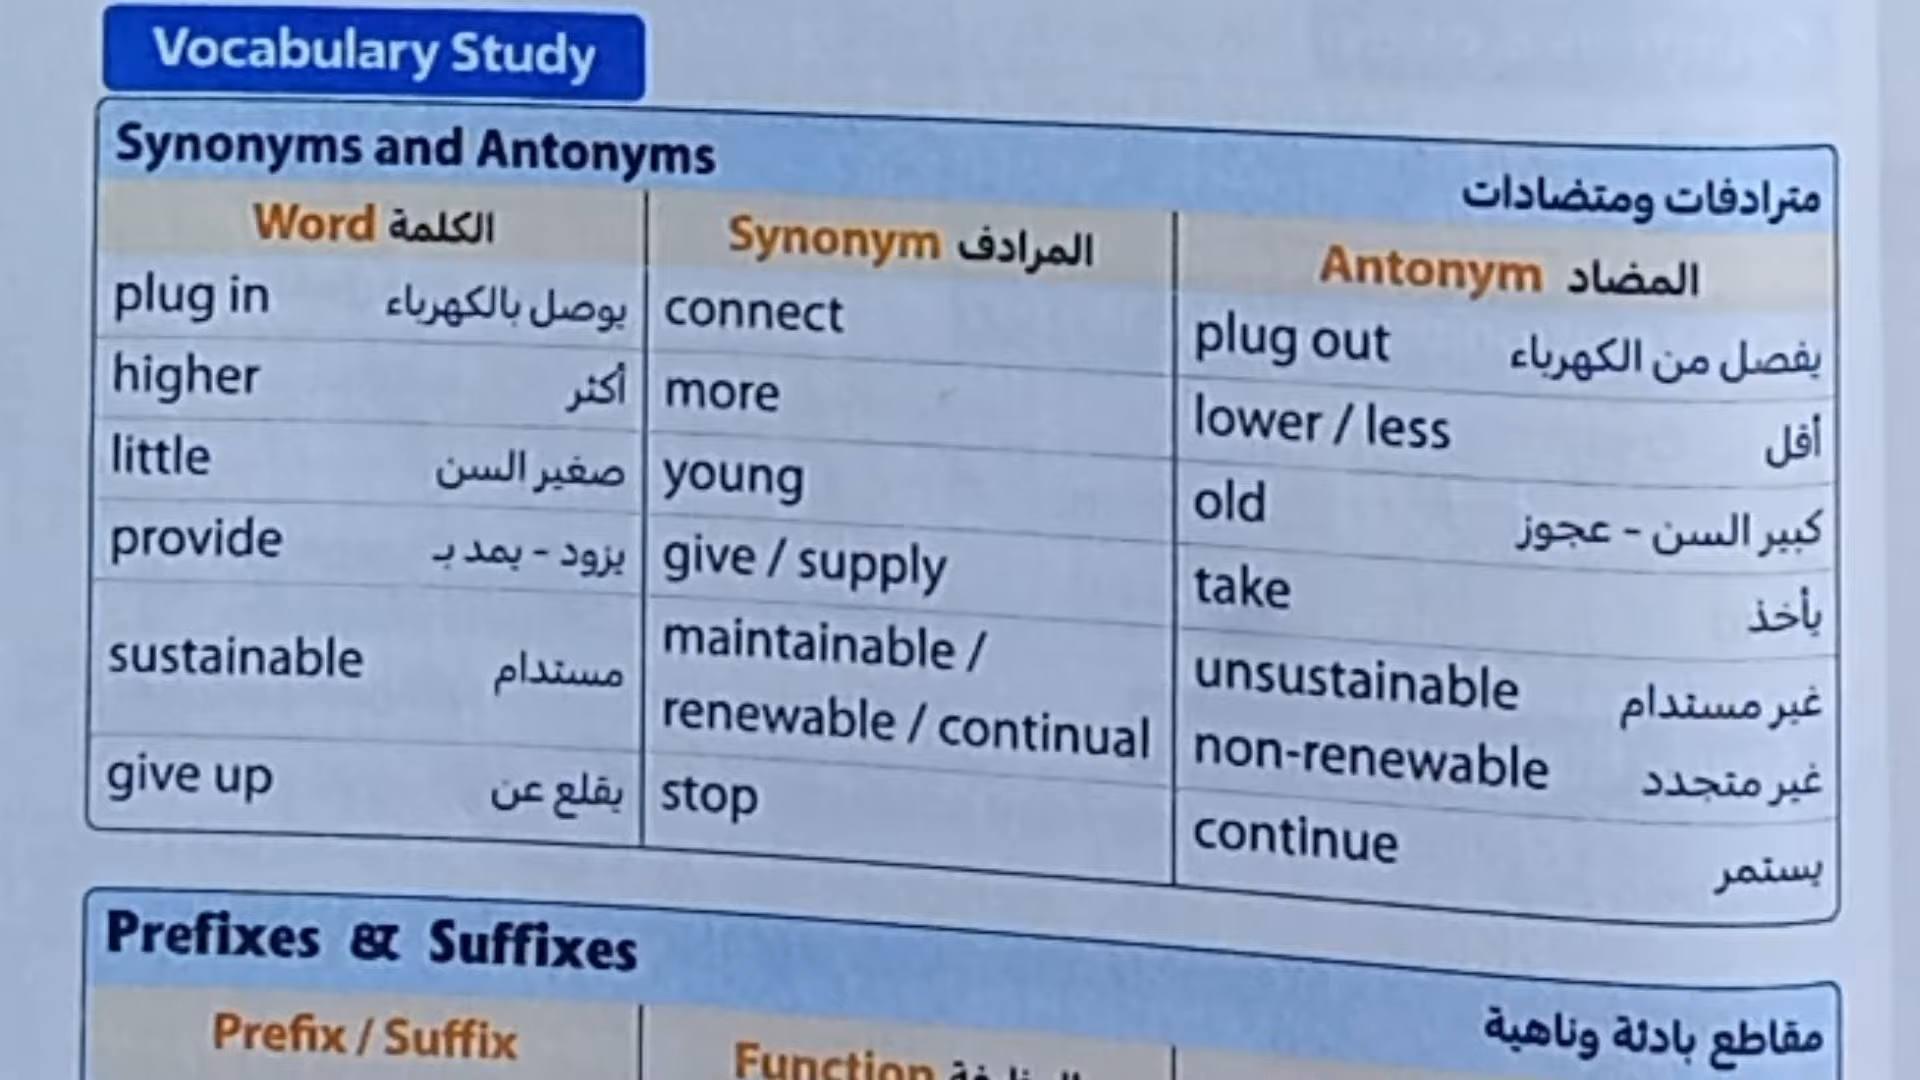 Vocabulary Study
Synonyms and Antonyms مترادفات ومتضادات
Word الكلمة Synonym المرادف Antonym المضاد
plug in يوصل بالكهرباء connect plug out يفصل من الكهرباء
higher أكثر more lower / less أقل
little صغير السن young old كبير السن - عجوز
provide يزود - يمد بـ give / supply take يأخذ
sustainable مستدام maintainable / unsustainable غير مستدام
renewable / continual non-renewable غير متجدد
give up يقلع عن stop continue يستمر
Prefixes & Suffixes مقاطع بادئة وناهية
Prefix / Suffix Function